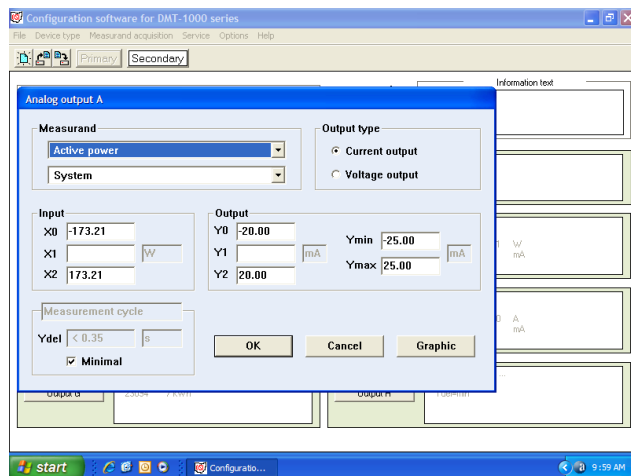 Configuration software for DMT-1000 series
File Device type Measurand acquisition Service Options Help
Primary Secondary
Information text
Analog output A
Measurand
Active power
System
Output type
Current output
Voltage output
Input
X0 -173.21
X1 W
X2 173.21
Output
Y0 -20.00
Y1 mA
Y2 20.00
Ymin -25.00
Ymax 25.00 mA
W
mA
A
mA
Measurement cycle
Ydel < 0.35 s
Minimal
OK Cancel Graphic
Output G
Output H
start
Configuratio...
9:59 AM